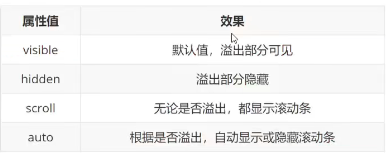 属性值 效果
visible 默认值，溢出部分可见
hidden 溢出部分隐藏
scroll 无论是否溢出，都显示滚动条
auto 根据是否溢出，自动显示或隐藏滚动条